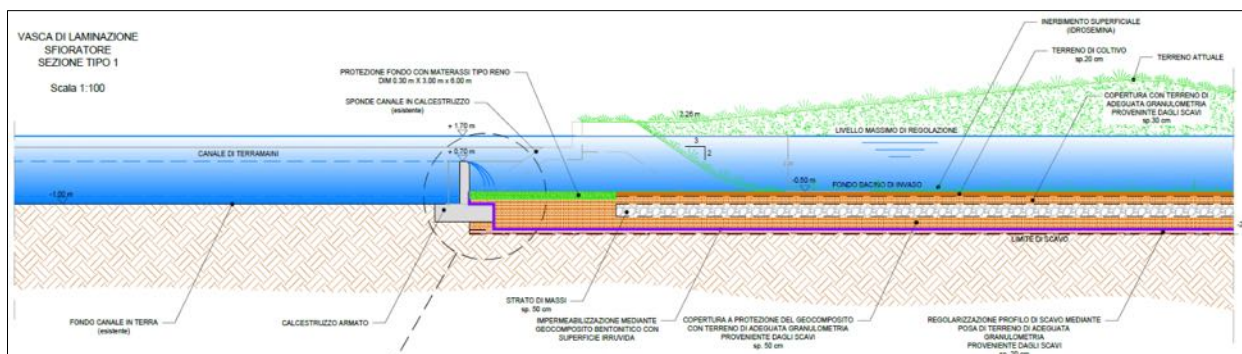 VASCA DI LAMINAZIONE
SFIORATORE
SEZIONE TIPO 1
Scala 1:100
PROTEZIONE FONDO CON MATERASSI TIPO RENO
DIM 0.30 m X 3.00 m x 6.00 m
SPONDE CANALE IN CALCESTRUZZO
(esistente)
INERBIMENTO SUPERFICIALE
(IDROSEMINA)
TERRENO DI COLTIVO
sp.20 cm
TERRENO ATTUALE
COPERTURA CON TERRENO DI
ADEGUATA GRANULOMETRIA
PROVENIENTE DAGLI SCAVI
sp.30 cm
+ 1.70 m
2.26 m
LIVELLO MASSIMO DI REGOLAZIONE
3
2
CANALE DI TERRAMAINI
+ 0.70 m
-1.00 m
-0.50 m
FONDO BACINO DI INVASO
LIMITE DI SCAVO
FONDO CANALE IN TERRA
(esistente)
CALCESTRUZZO ARMATO
STRATO DI MASSI
sp. 50 cm
IMPERMEABILIZZAZIONE MEDIANTE
GEOCOMPOSITO BENTONITICO CON
SUPERFICIE IRRUVIDA
COPERTURA A PROTEZIONE DEL GEOCOMPOSITO
CON TERRENO DI ADEGUATA GRANULOMETRIA
PROVENIENTE DAGLI SCAVI
sp. 50 cm
REGOLARIZZAZIONE PROFILO DI SCAVO MEDIANTE
POSA DI TERRENO DI ADEGUATA
GRANULOMETRIA
PROVENIENTE DAGLI SCAVI
sp. 20 cm